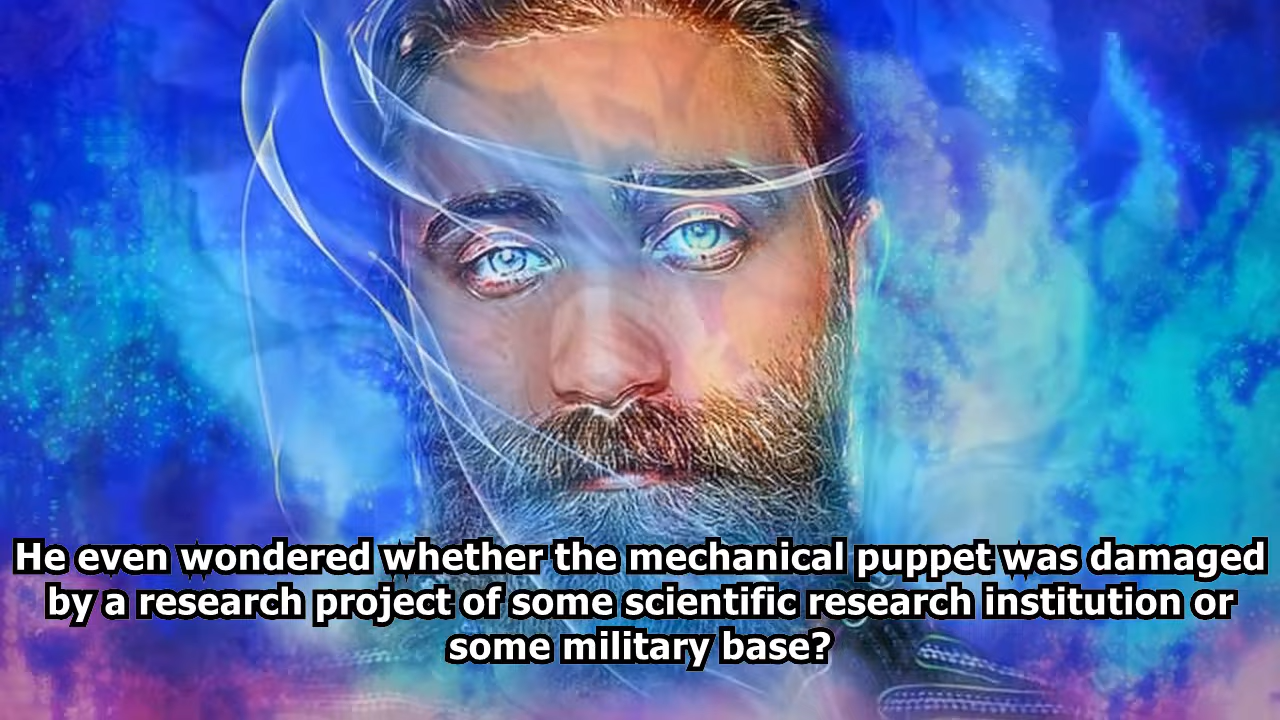 He even wondered whether the mechanical puppet was damaged
by a research project of some scientific research institution or
some military base?